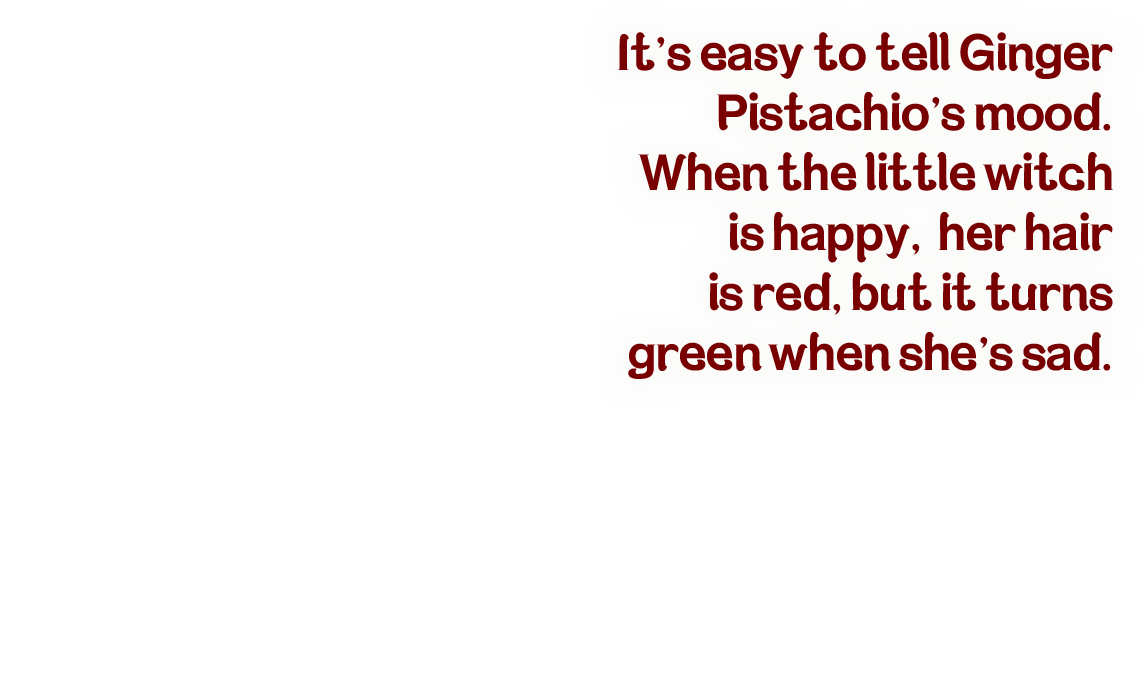 It's easy to tell Ginger
Pistachio's mood.
When the little witch
is happy,  her hair
is red, but it turns
green when she's sad.